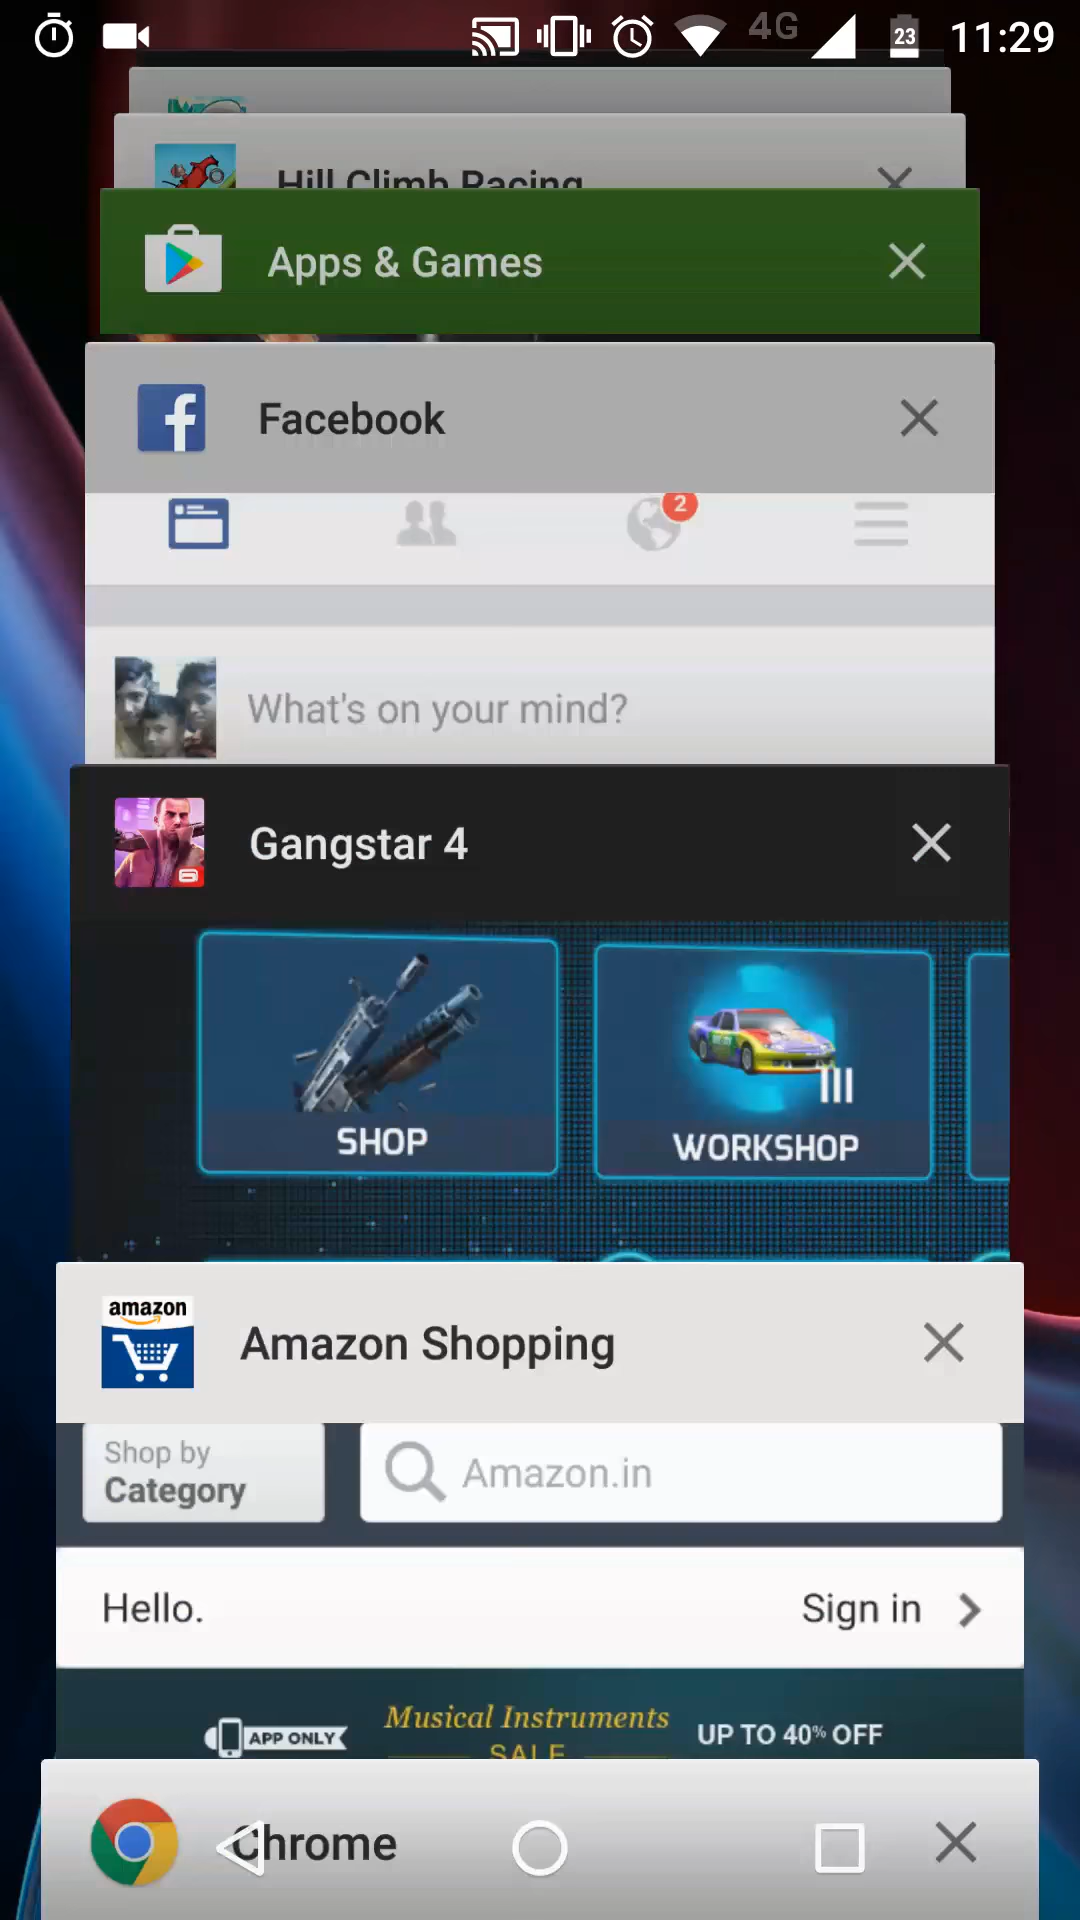 4G 23 11:29
Hill Climb Racing
Apps & Games
Facebook
2
What's on your mind?
Gangstar 4
SHOP
WORKSHOP
amazon
Amazon Shopping
Shop by
Category
Amazon.in
Hello.
Sign in
APP ONLY
Musical Instruments
SALE
UP TO 40% OFF
Chrome